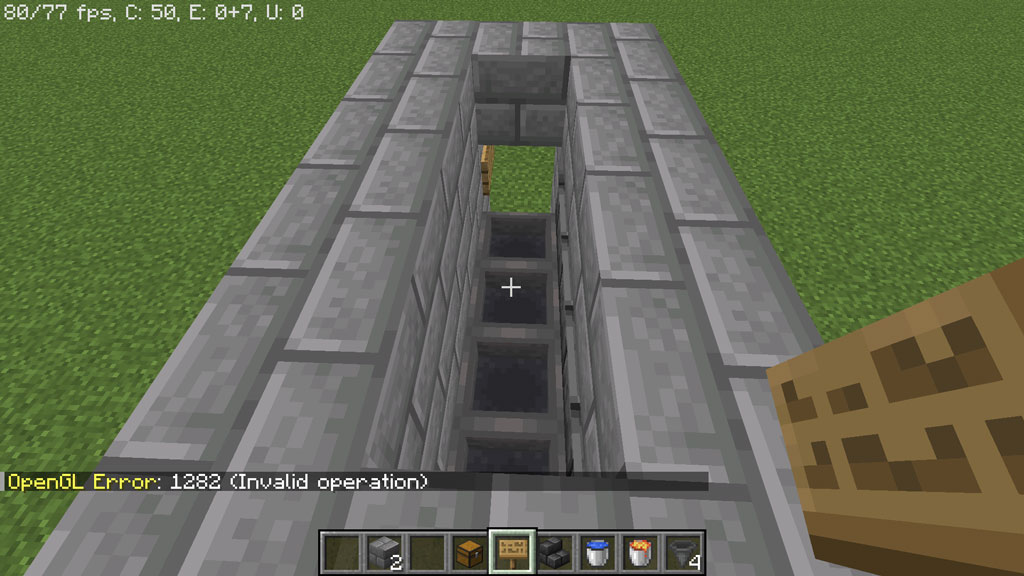 80/77 fps, C: 50, E: 0+7, U: 0
OpenGL Error: 1282 (Invalid operation)
2
4